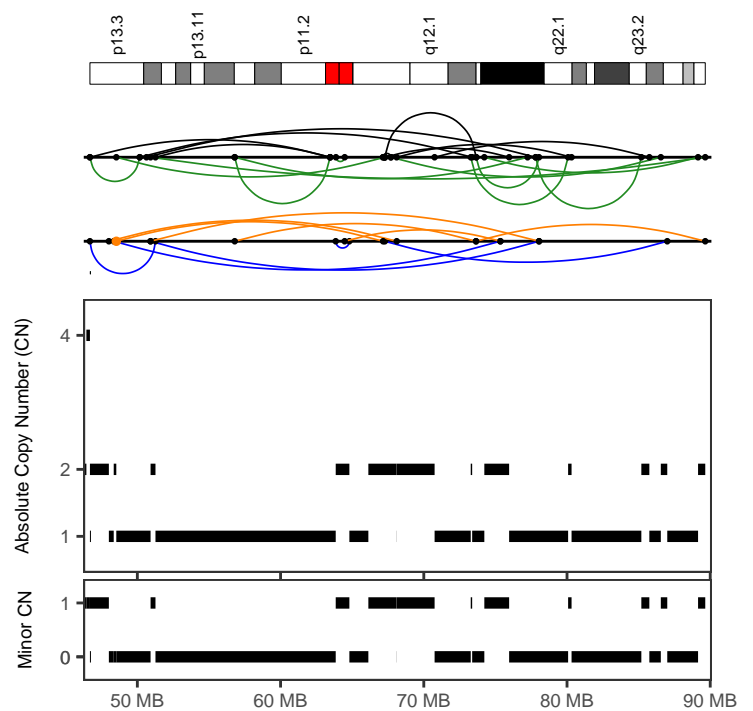 p13.3
p13.11
p11.2
q12.1
q22.1
q23.2
Absolute Copy Number (CN)
4
2
1
Minor CN
1
0
50 MB
60 MB
70 MB
80 MB
90 MB